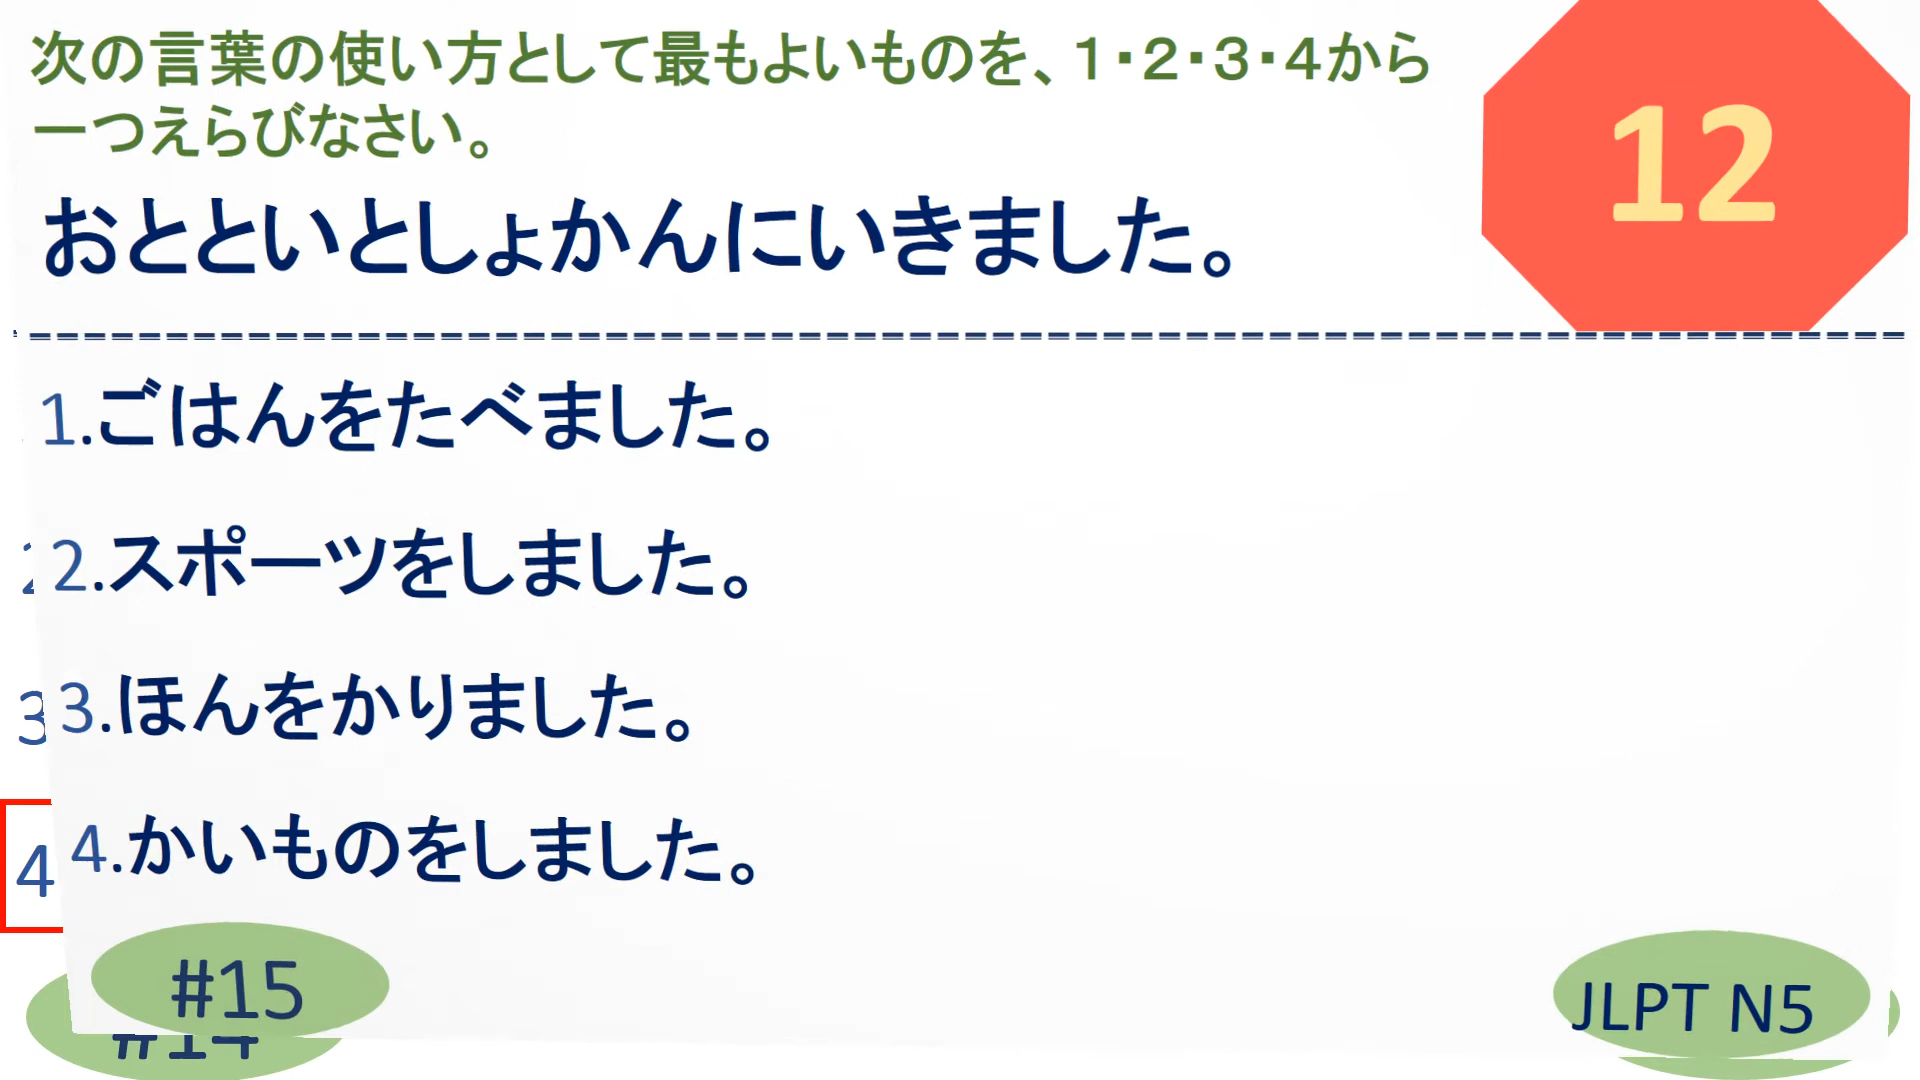 次の言葉の使い方として最もよいものを、1・2・3・4から
一つえらびなさい。
12
おとといとしょかんにいきました。
1.ごはんをたべました。
2
2.スポーツをしました。
3
3.ほんをかりました。
4
4.かいものをしました。
#15
JLPT N5
#14